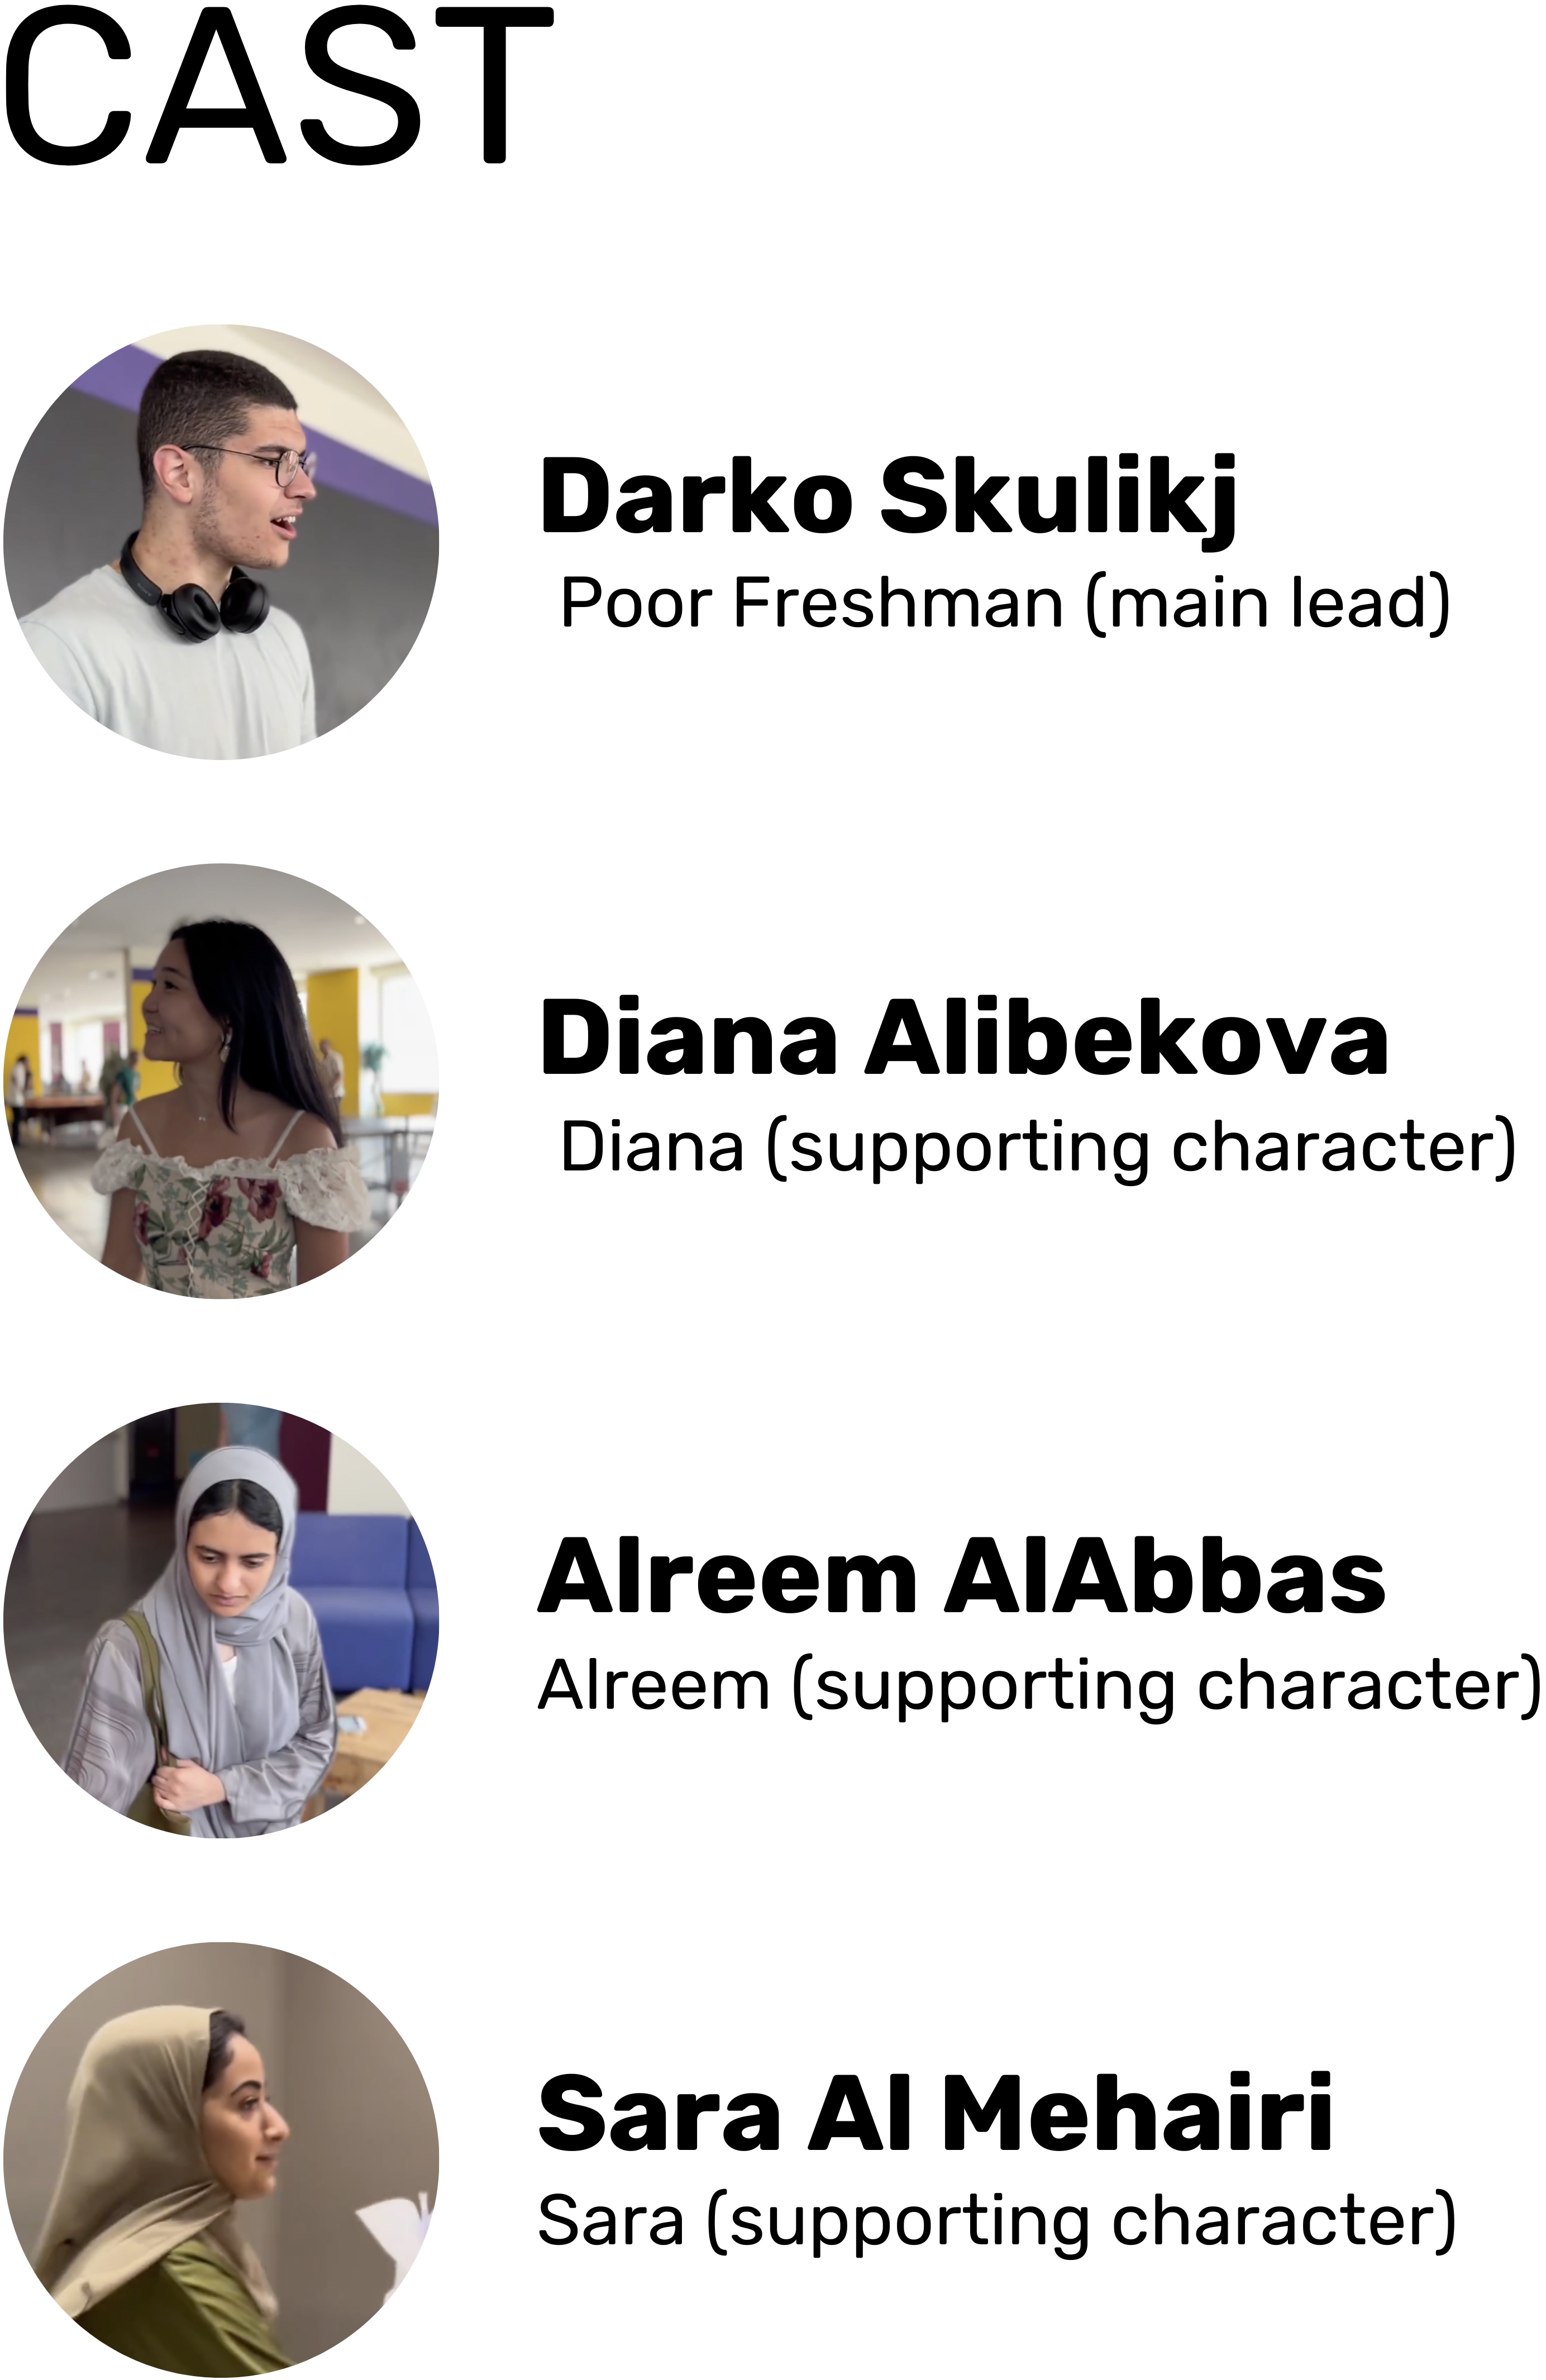 CAST
Darko Skulikj
Poor Freshman (main lead)
Diana Alibekova
Diana (supporting character)
Alreem AlAbbas
Alreem (supporting character)
Sara Al Mehairi
Sara (supporting character)